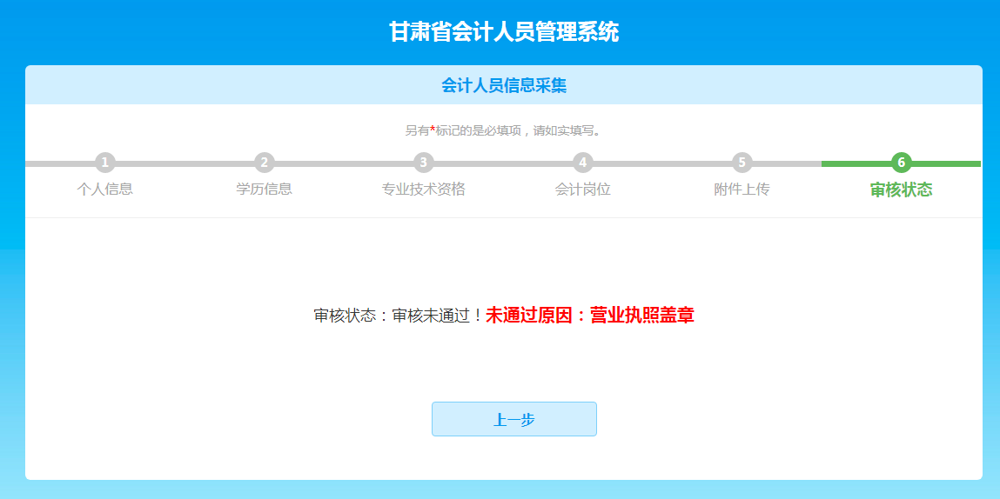 甘肃省会计人员管理系统
会计人员信息采集
另有*标记的是必填项，请如实填写。
1 2 3 4 5 6
个人信息 学历信息 专业技术资格 会计岗位 附件上传 审核状态
审核状态：审核未通过！未通过原因：营业执照盖章
上一步